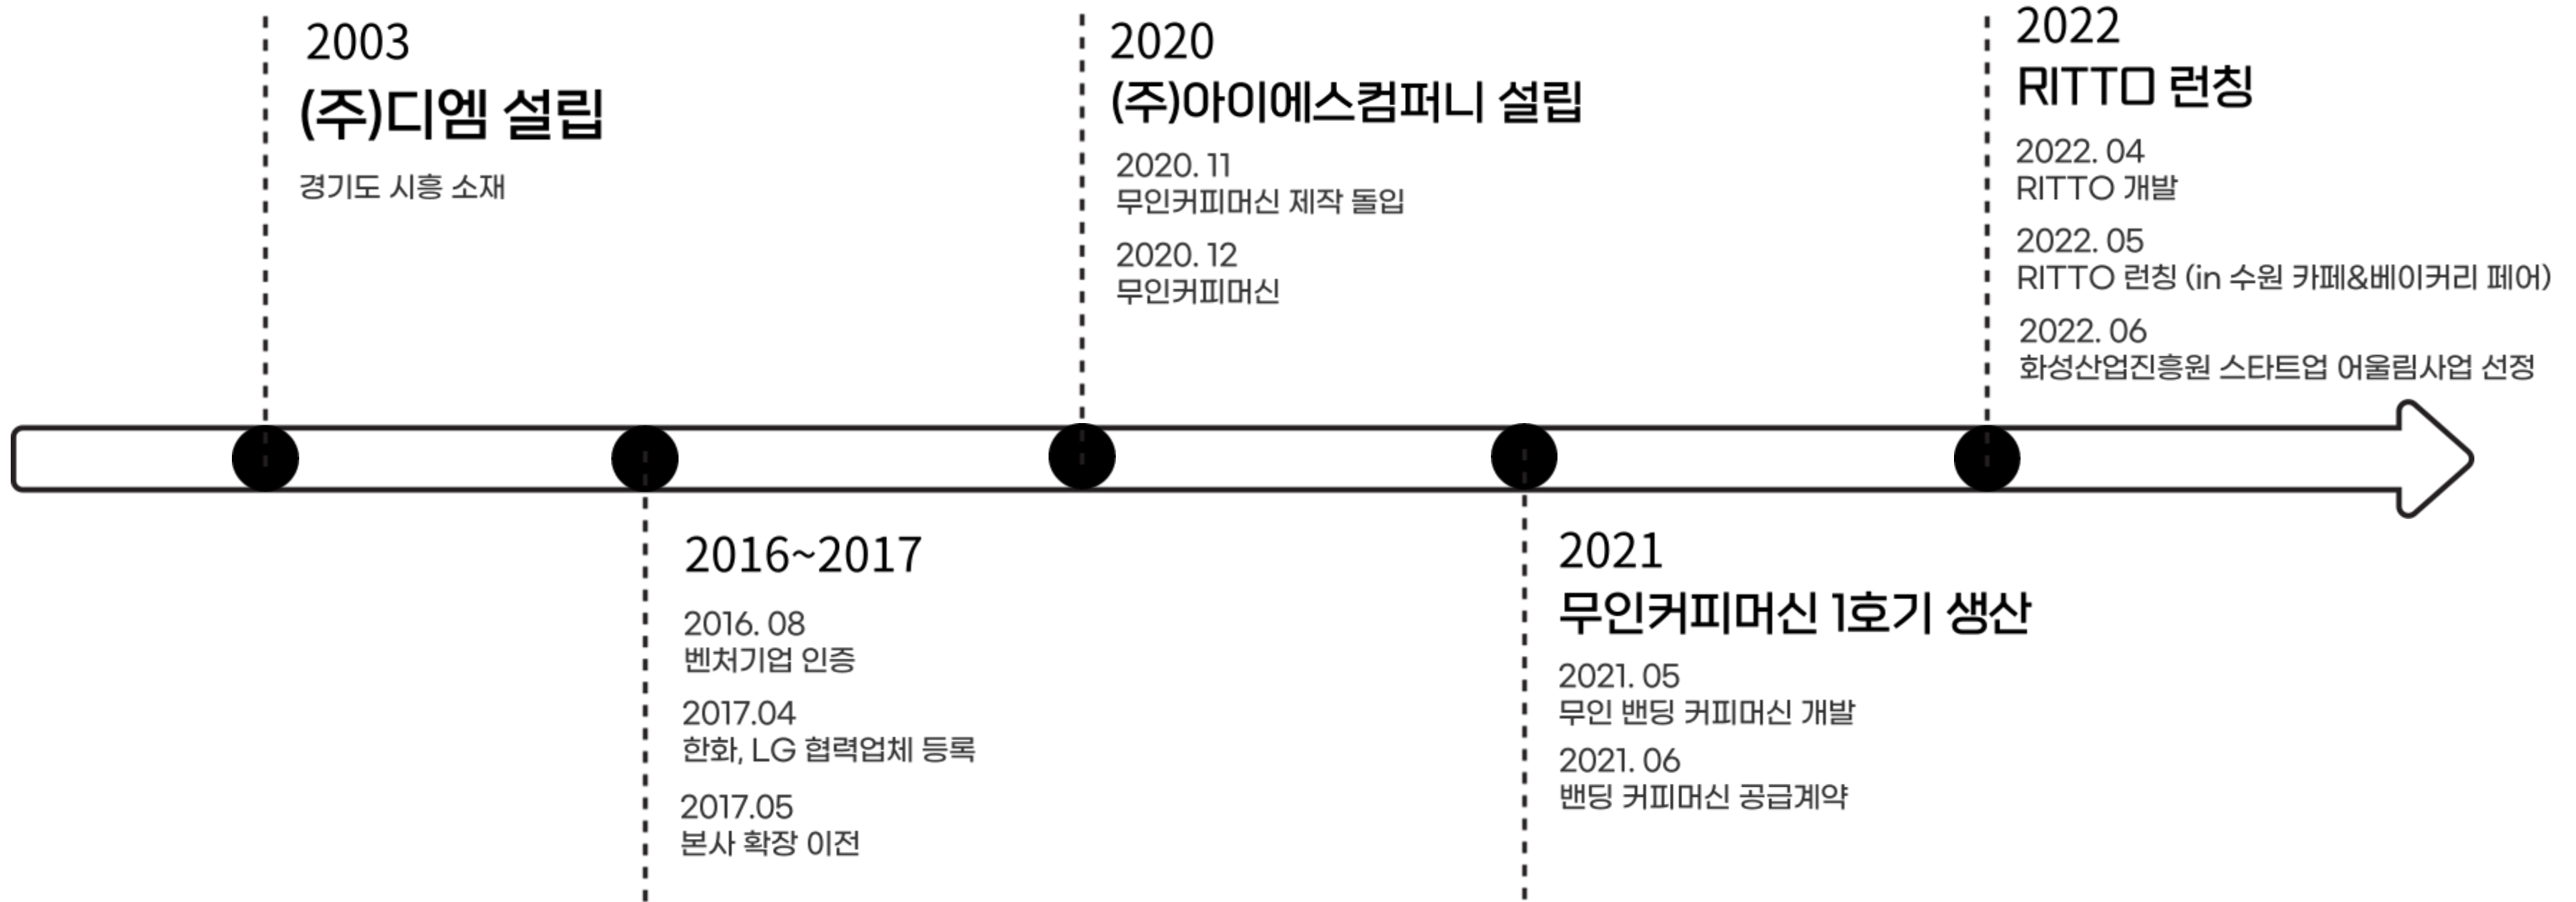 2003
(주)디엠 설립
경기도 시흥 소재
2016~2017
2016. 08
벤처기업 인증
2017.04
한화, LG 협력업체 등록
2017.05
본사 확장 이전
2020
(주)아이에스컴퍼니 설립
2020. 11
무인커피머신 제작 돌입
2020. 12
무인커피머신
2021
무인커피머신 1호기 생산
2021. 05
무인 밴딩 커피머신 개발
2021. 06
밴딩 커피머신 공급계약
2022
RITTO 런칭
2022. 04
RITTO 개발
2022. 05
RITTO 런칭 (in 수원 카페&베이커리 페어)
2022. 06
화성산업진흥원 스타트업 어울림사업 선정